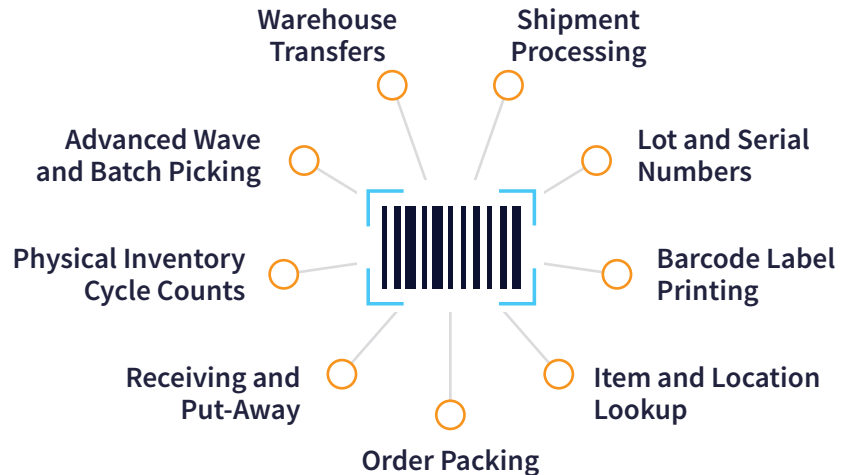 Warehouse
Transfers
Shipment
Processing
Advanced Wave
and Batch Picking
Lot and Serial
Numbers
Physical Inventory
Cycle Counts
Barcode Label
Printing
Receiving and
Put-Away
Item and Location
Lookup
Order Packing